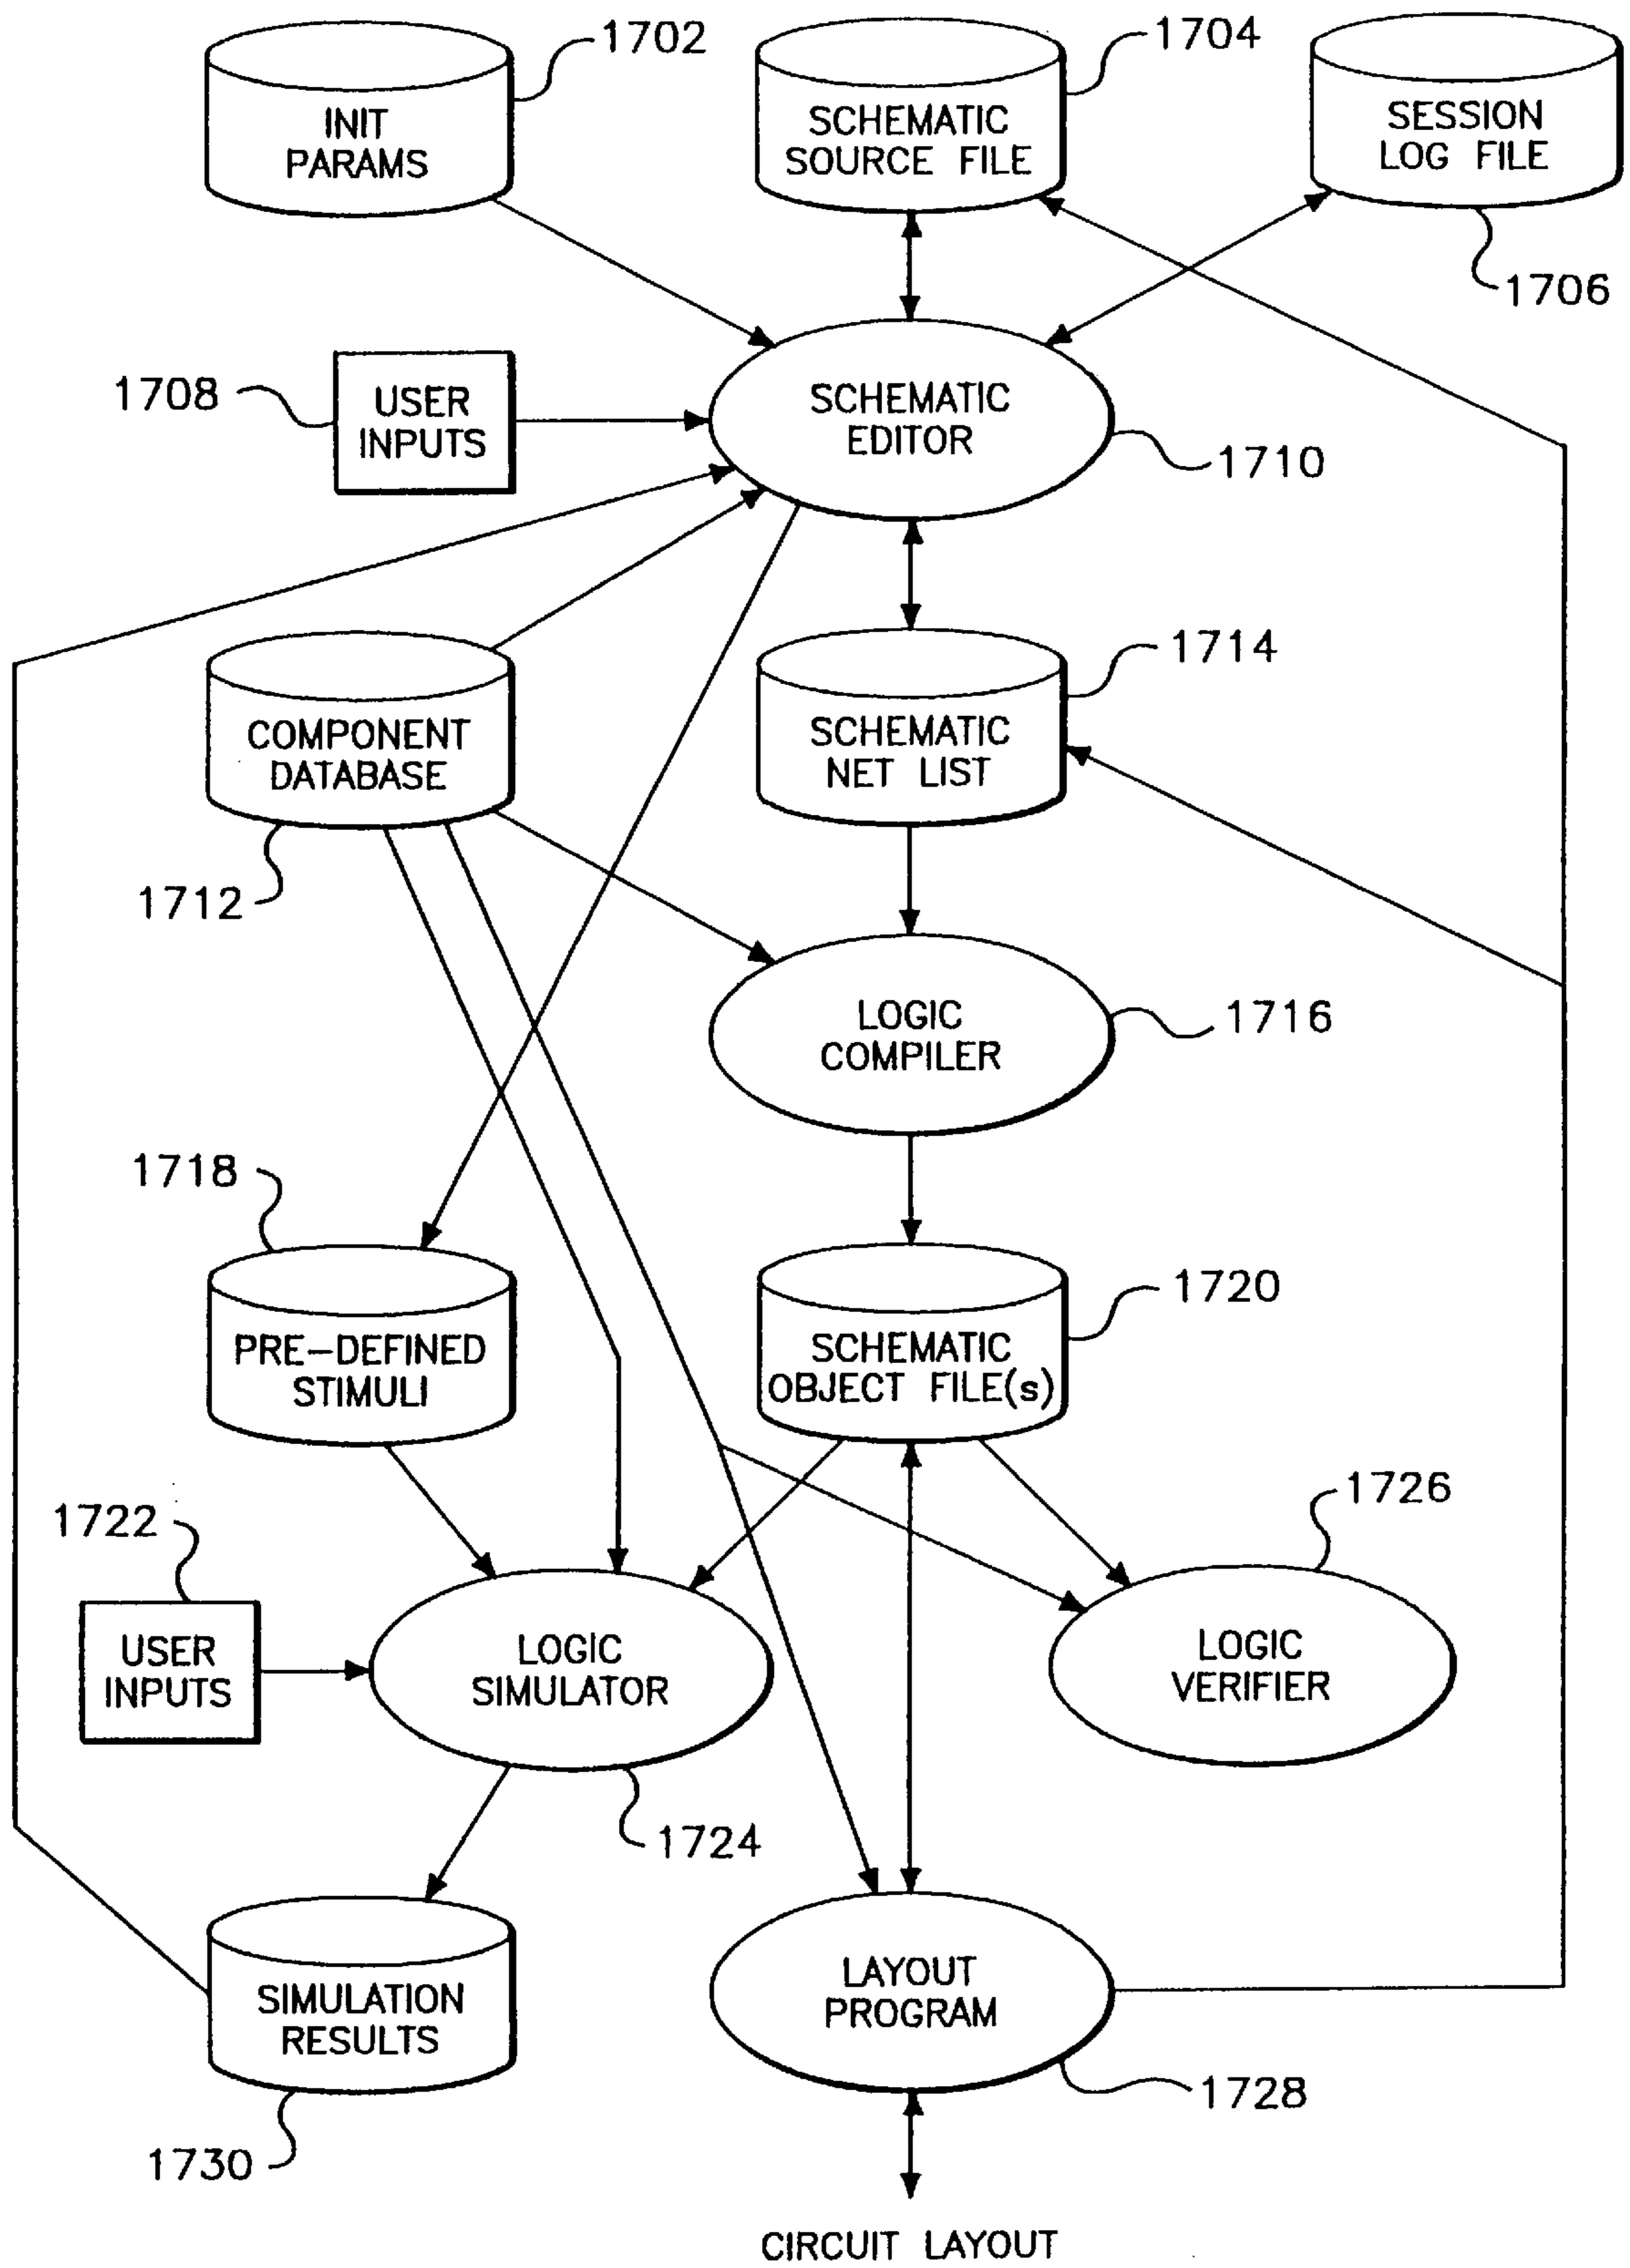 1702
1704
INIT
PARAMS
SCHEMATIC
SOURCE FILE
SESSION
LOG FILE
1706
1708
USER
INPUTS
SCHEMATIC
EDITOR
1710
1714
COMPONENT
DATABASE
SCHEMATIC
NET LIST
1712
LOGIC
COMPILER
1716
1718
1720
PRE-DEFINED
STIMULI
SCHEMATIC
OBJECT FILE(s)
1722
1726
USER
INPUTS
LOGIC
SIMULATOR
LOGIC
VERIFIER
1724
SIMULATION
RESULTS
LAYOUT
PROGRAM
1728
1730
CIRCUIT LAYOUT